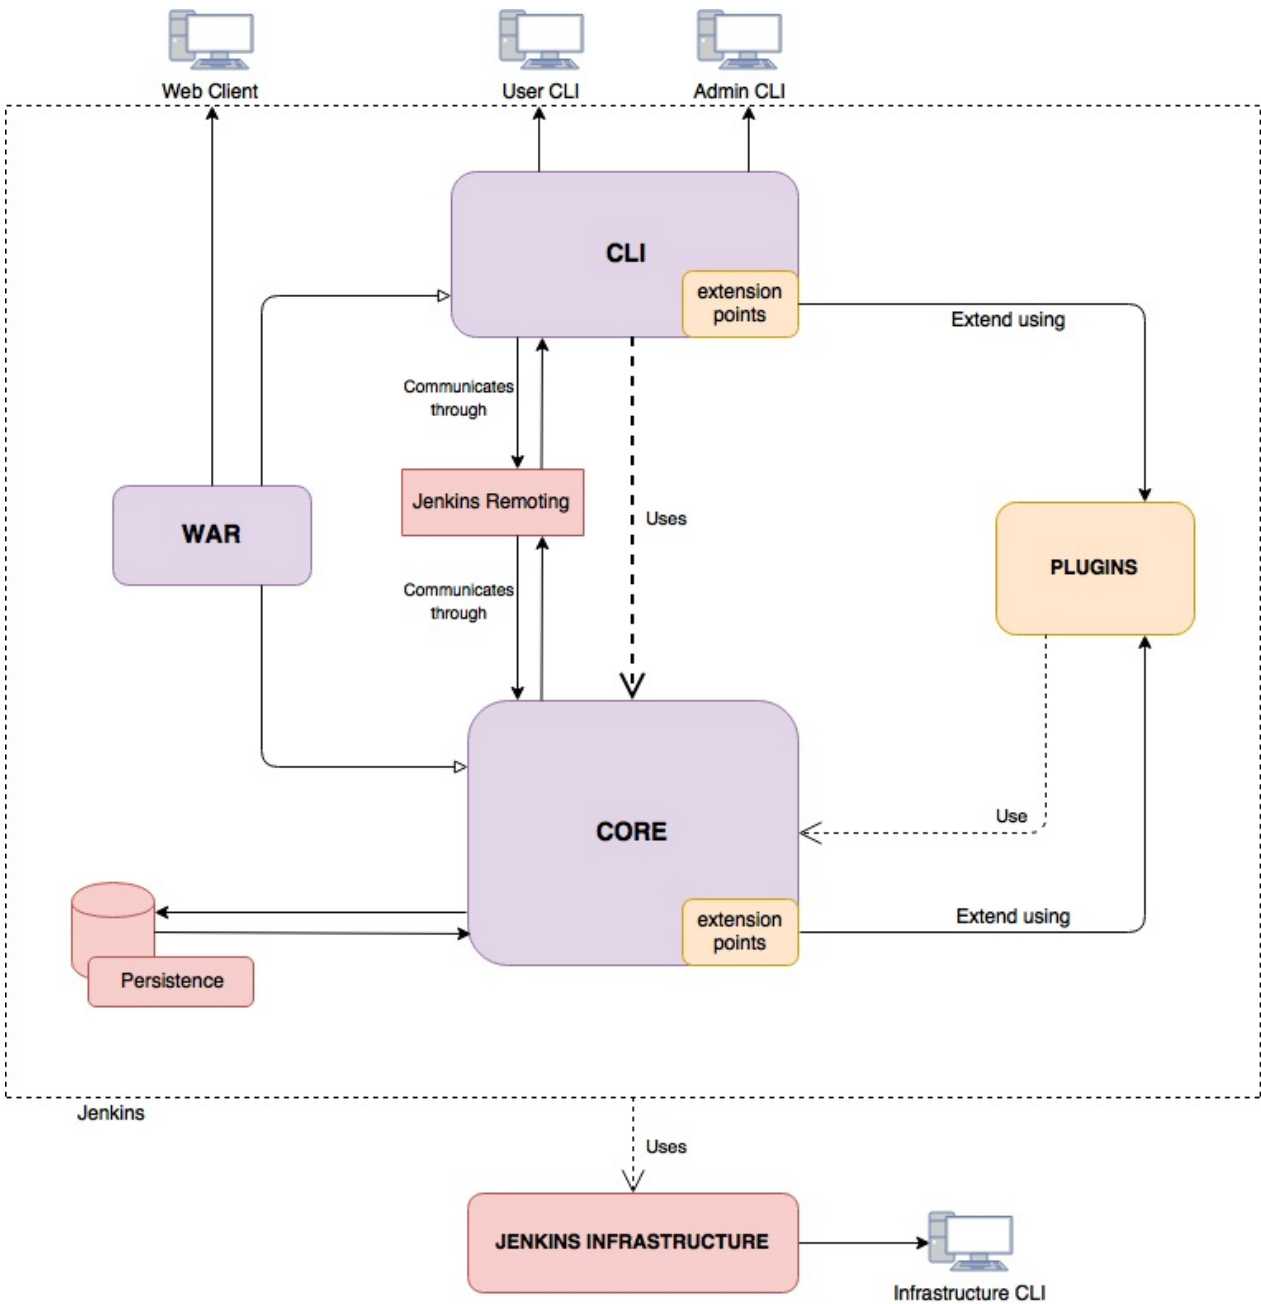 Web Client
User CLI
Admin CLI
CLI
extension
points
Extend using
Communicates
through
Jenkins Remoting
Uses
WAR
PLUGINS
Communicates
through
CORE
Use
extension
points
Extend using
Persistence
Jenkins
Uses
JENKINS INFRASTRUCTURE
Infrastructure CLI